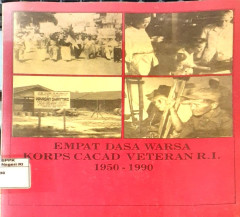 EMPAT DASA WARSA
KORPS CACAD VETERAN R.I.
1950 - 1990